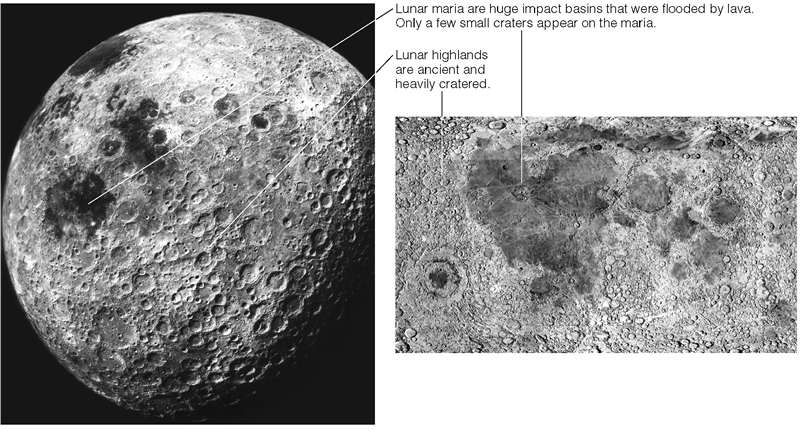 Lunar maria are huge impact basins that were flooded by lava.
Only a few small craters appear on the maria.
Lunar highlands
are ancient and
heavily cratered.